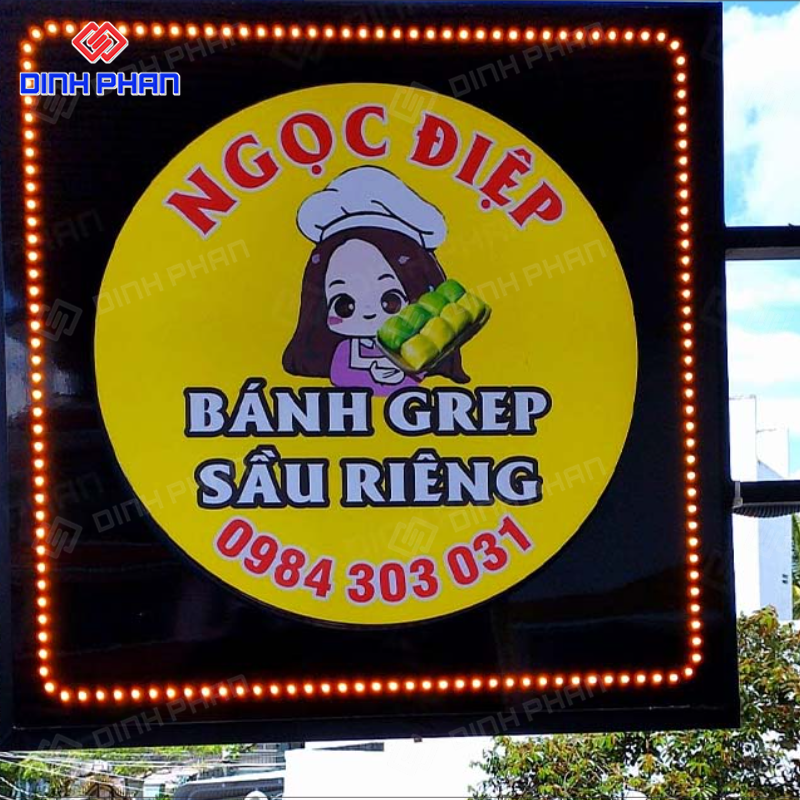 DINH PHAN
NGỌC ĐIỆP
BÁNH GREP
SẦU RIÊNG
0984 303 031